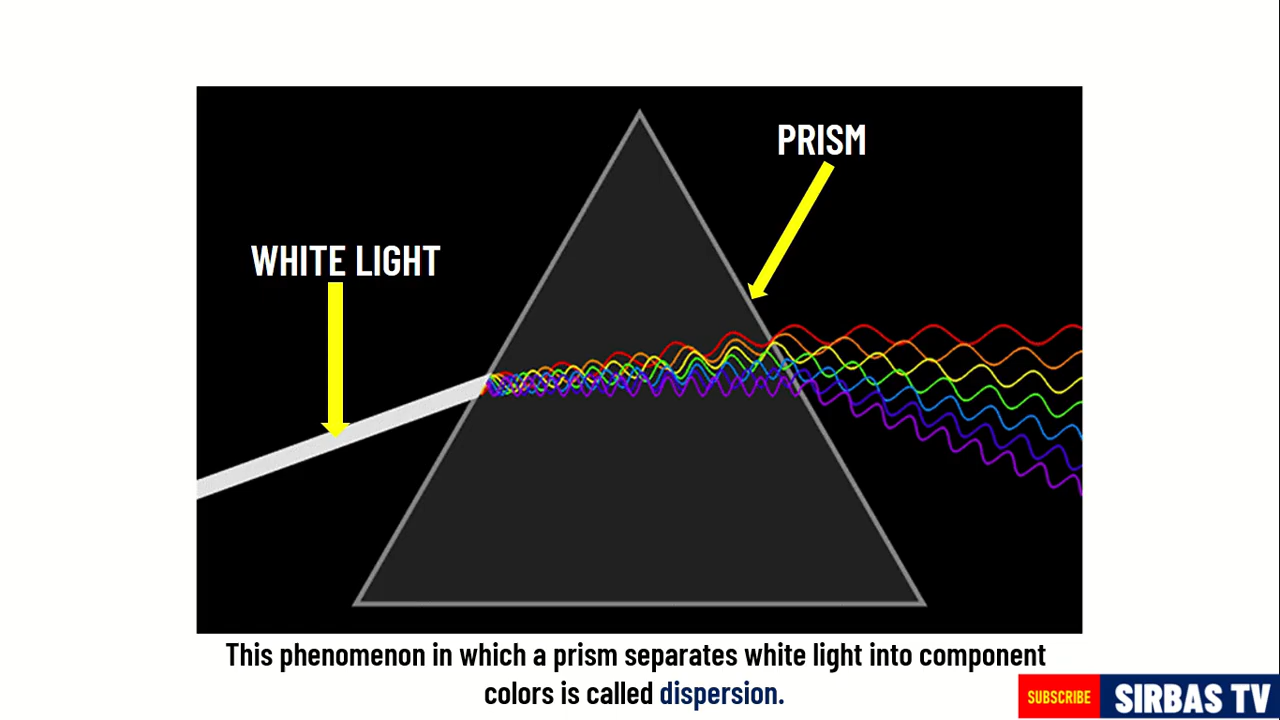 PRISM
WHITE LIGHT
This phenomenon in which a prism separates white light into component
colors is called dispersion.
SUBSCRIBE SIRBAS TV